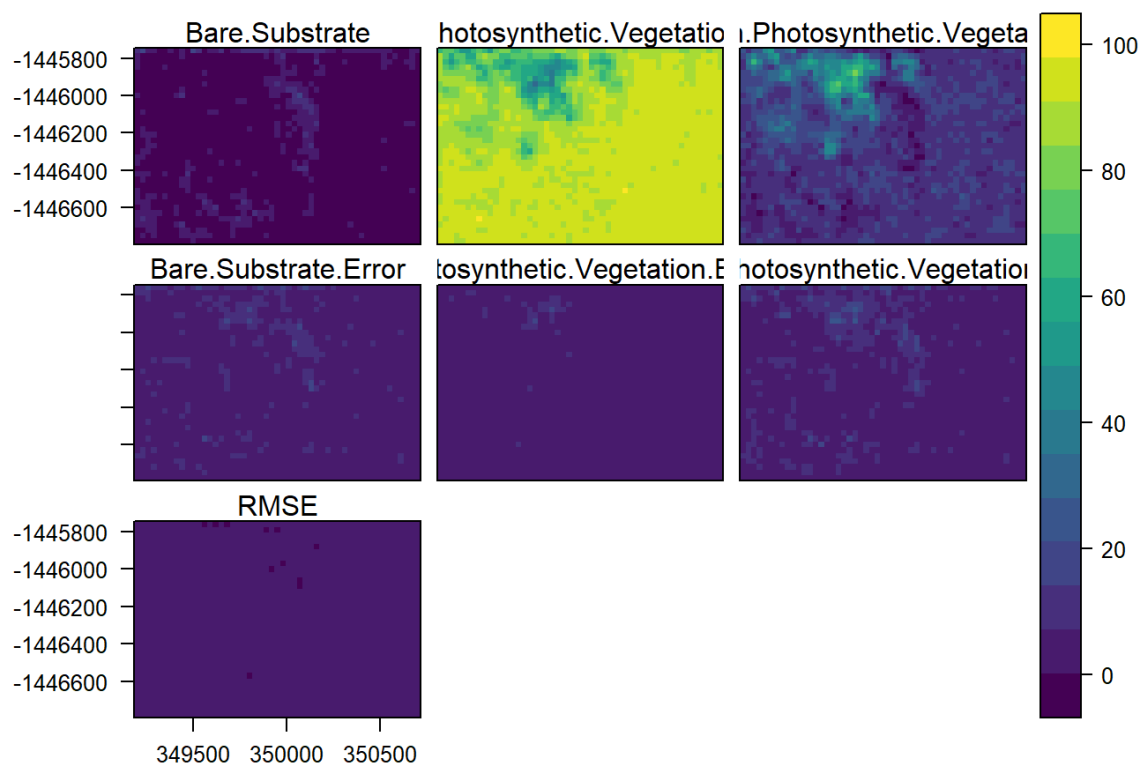 Bare.Substrate
hotosynthetic.Vegetatio
n.Photosynthetic.Vegeta
100
80
60
40
20
0
-1445800
-1446000
-1446200
-1446400
-1446600
Bare.Substrate.Error
tosynthetic.Vegetation.E
hotosynthetic.Vegetation
RMSE
-1445800
-1446000
-1446200
-1446400
-1446600
349500
350000
350500